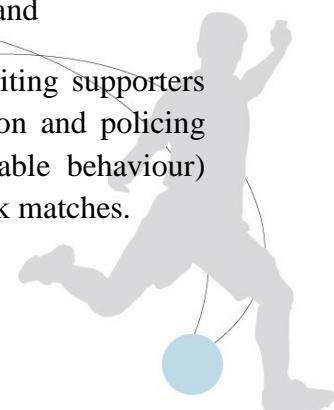 and
iting supporters
on and policing
able behaviour)
k matches.